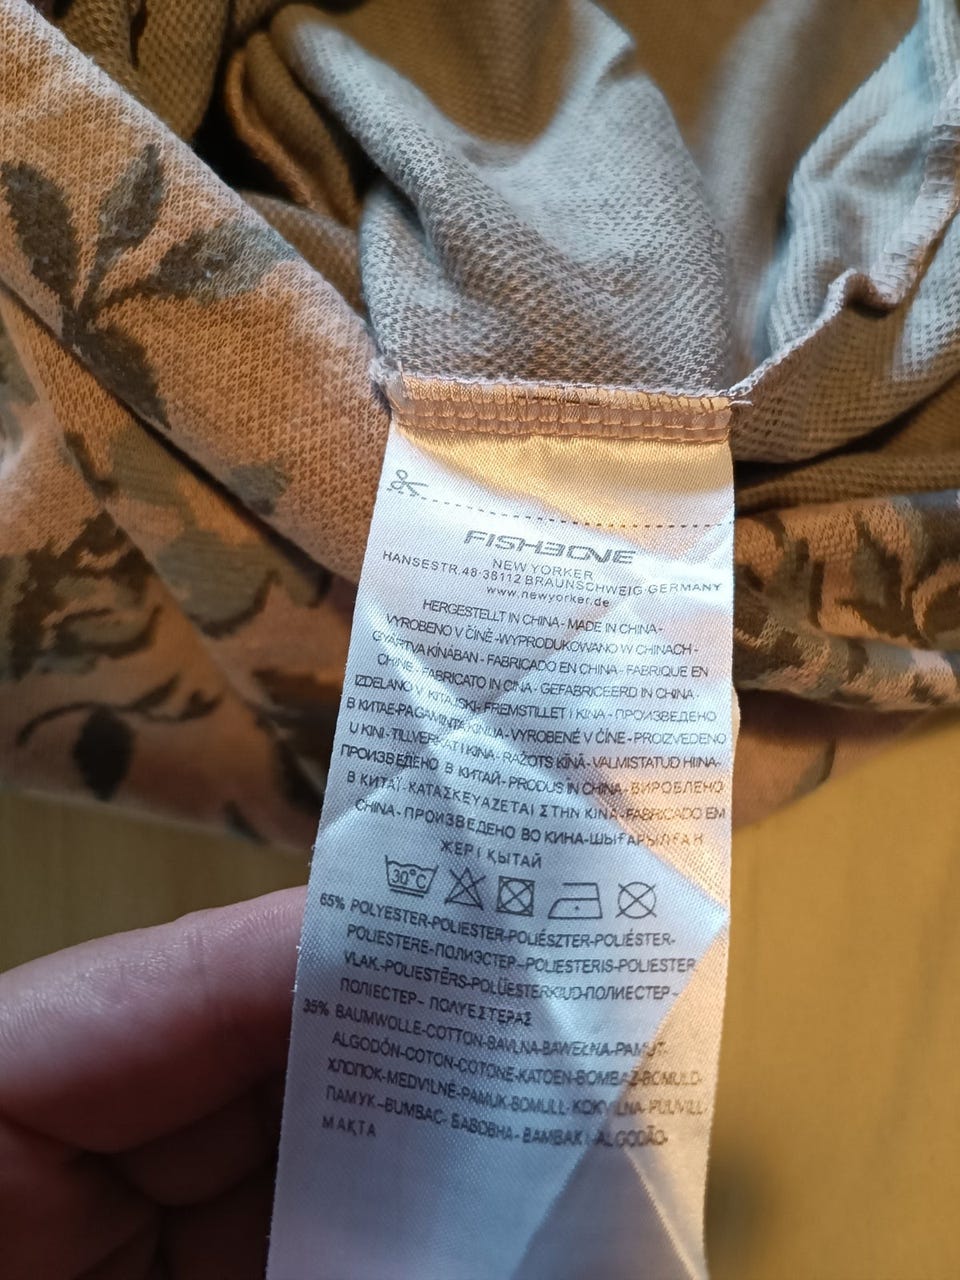 FISHBONE
NEW YORKER
HANSESTR.48-38112 BRAUNSCHWEIG GERMANY
www.newyorker.de
HERGESTELLT IN CHINA - MADE IN CHINA -
VYROBENO V ČÍNĚ -WYPRODUKOWANO W CHINACH -
GYÁRTVA KÍNÁBAN - FABRICADO EN CHINA - FABRIQUE EN
CHINE - FABRICATO IN CINA - GEFABRICEERD IN CHINA
IZDELANO V KITAJSKI- FREMSTILLET I KINA - ПРОИЗВЕДЕНО
В КИТАЕ-PAGAMINTA KINIJA-VYROBENÉ V ČÍNE - PROIZVEDENO
U KINI - TILLVERKAT I KINA - RAŽOTS ĶĪNĀ -VALMISTATUD HIINA-
ПРОИЗВЕДЕНО В КИТАЙ - PRODUS IN CHINA - ВИРОБЛЕНО
В КИТАЇ - ΚΑΤΑΣΚΕΥΑΖΕΤΑΙ ΣΤΗΝ ΚΙΝΑ -FABRICADO EM
CHINA - ПРОИЗВЕДЕНО ВО КИНА-ШЫҒАРЫЛҒАН
ЖЕРІ ҚЫТАЙ
30°C
65% POLYESTER-POLIESTER-POLIÉSZTER-POLIÉSTER-
POLIESTERE-ПОЛИЭСТЕР-POLIESTERIS-POLIESTER
VLAK.-POLIESTĒRS-POLÜESTERKIUD-ПОЛИЕСТЕР-
ПОЛІЕСТЕР- ΠΟΛΥΕΣΤΕΡΑΣ
35% BAUMWOLLE-COTTON-BAVLNA-BAWEŁNA-PAMUT-
ALGODÓN-COTON-COTONE-KATOEN-BOMBAŽ-BOMULD-
ХЛОПОК-MEDVILNĖ-PAMUK-BOMULL-KOKVILNA-PUUVILL-
ПАМУК-BUMBAC- БАВОВНА- ΒΑΜΒΑΚΙ -ALGODÃO-
МАҚТА